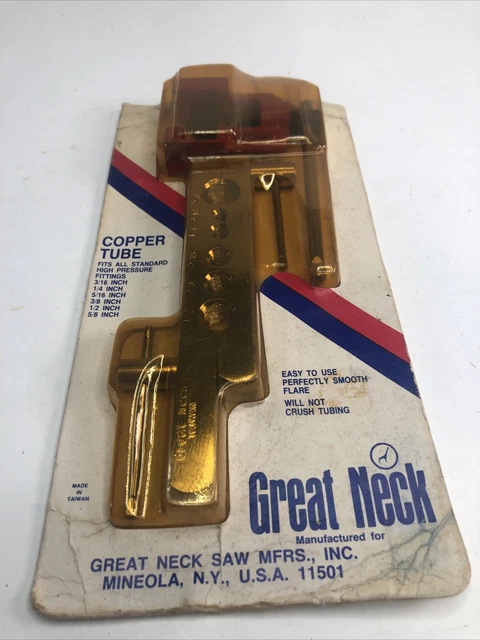 COPPER
TUBE
FITS ALL STANDARD
HIGH PRESSURE
FITTINGS
3/16 INCH
1/4 INCH
5/16 INCH
3/8 INCH
1/2 INCH
5/8 INCH
EASY TO USE
PERFECTLY SMOOTH
FLARE
WILL NOT
CRUSH TUBING
MADE
IN
TAIWAN
Great Neck
Manufactured for
GREAT NECK SAW MFRS., INC.
MINEOLA, N.Y., U.S.A. 11501